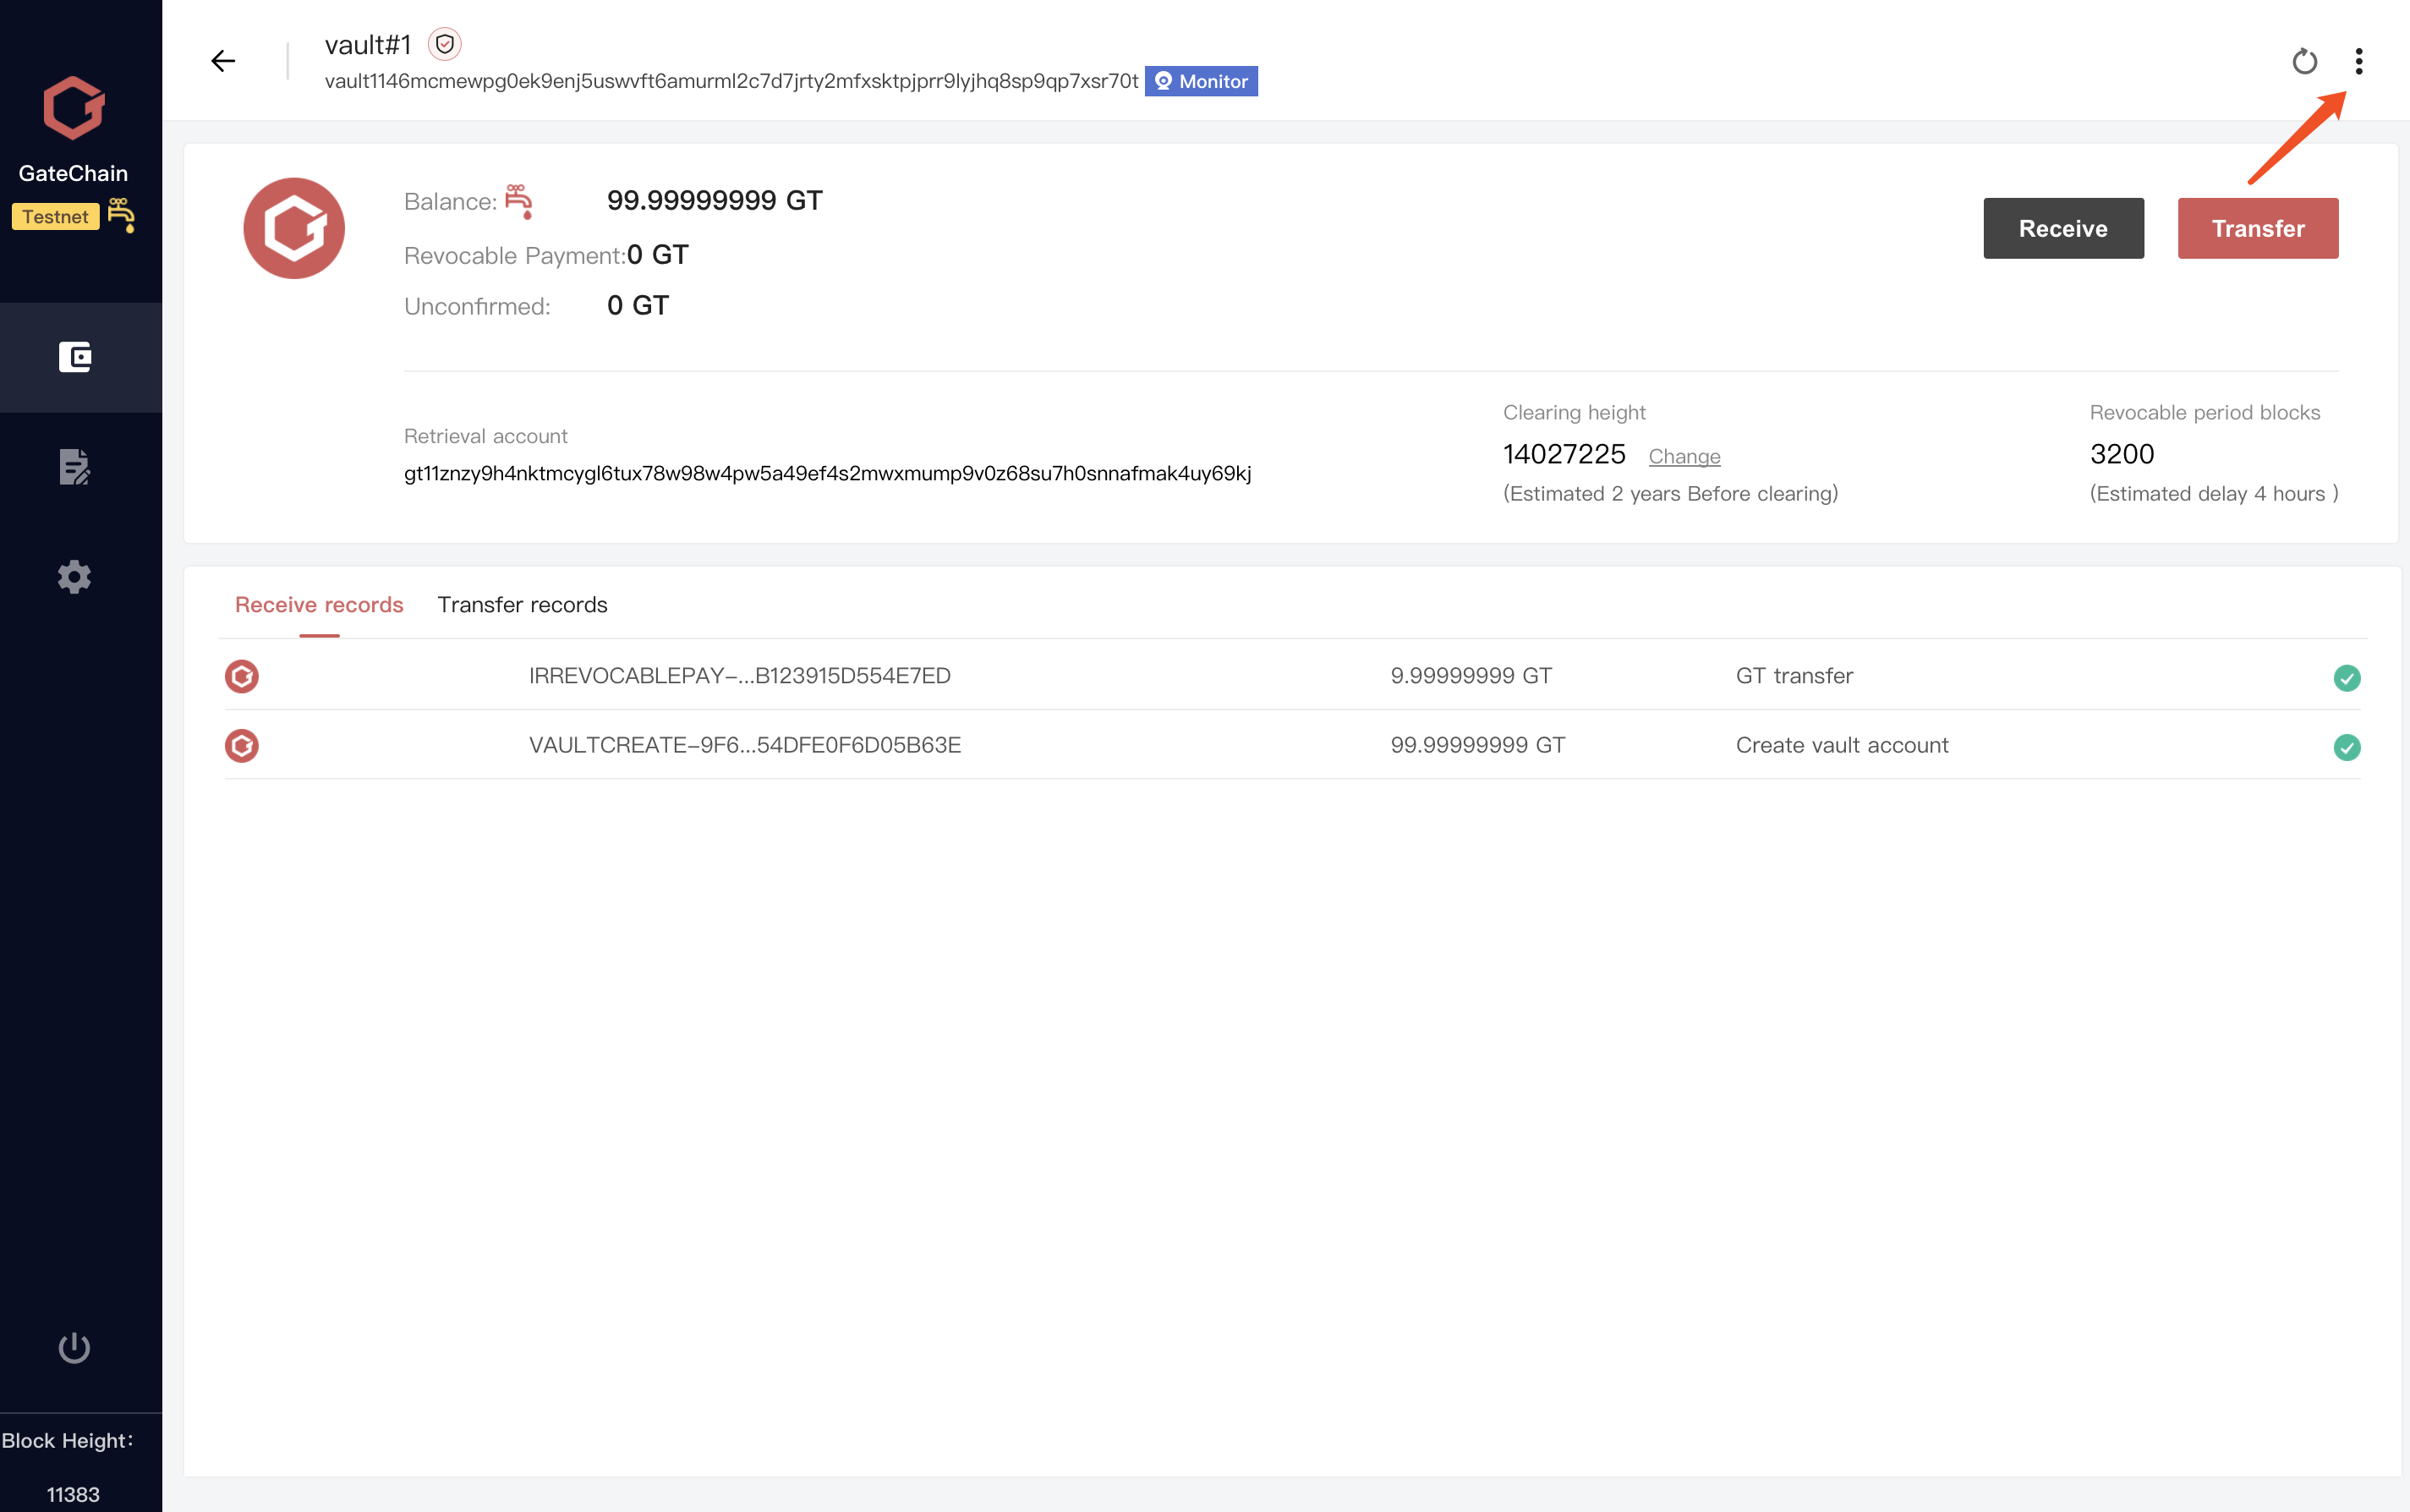 GateChain
Testnet
Block Height:
11383
vault#1
vault1146mcmewpg0ek9enj5uswvft6amurml2c7d7jrty2mfxsktpjprr9lyjhq8sp9qp7xsr70t Monitor
Balance: 99.99999999 GT
Revocable Payment:0 GT
Unconfirmed: 0 GT
Receive Transfer
Retrieval account
gt11znzy9h4nktmcygl6tux78w98w4pw5a49ef4s2mwxmump9v0z68su7h0snnafmak4uy69kj
Clearing height
14027225 Change
(Estimated 2 years Before clearing)
Revocable period blocks
3200
(Estimated delay 4 hours )
Receive records Transfer records
IRREVOCABLEPAY-...B123915D554E7ED 9.99999999 GT GT transfer
VAULTCREATE-9F6...54DFE0F6D05B63E 99.99999999 GT Create vault account